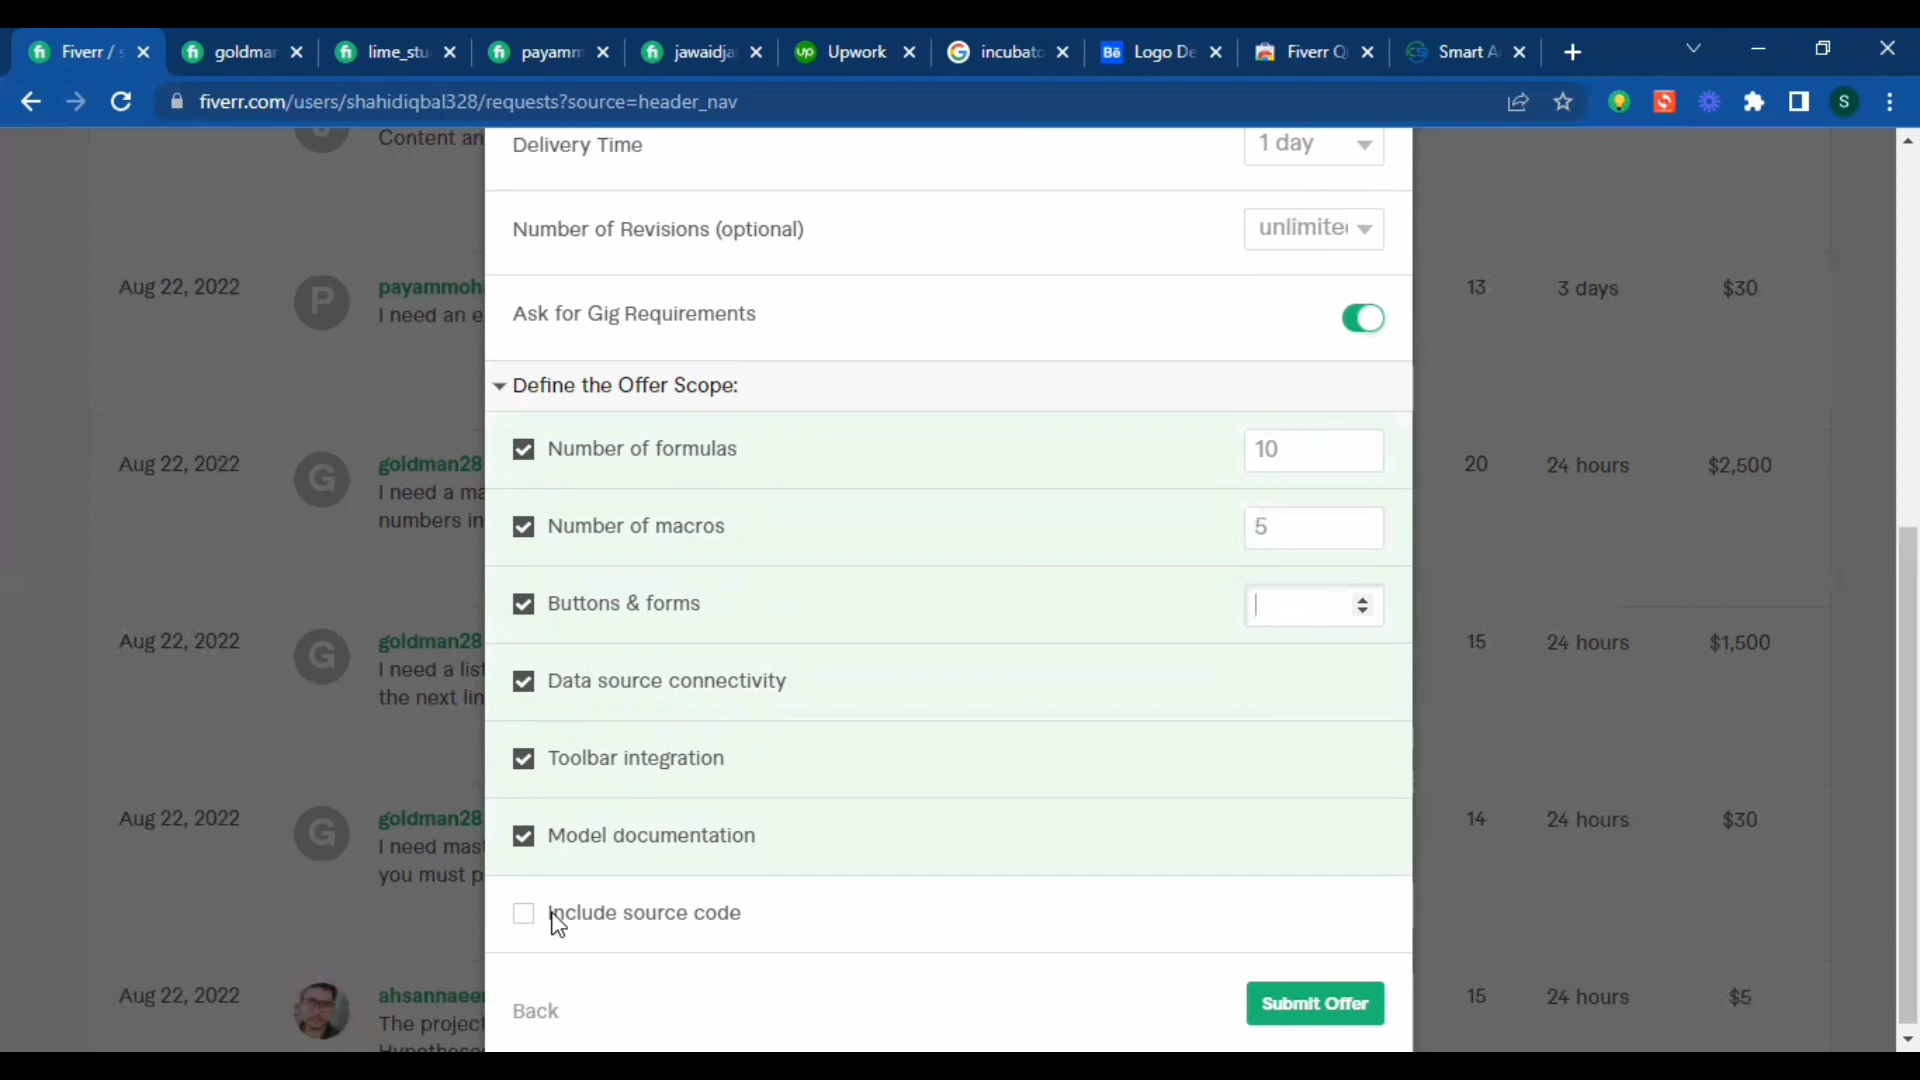 Fiverr / s
goldmar
lime_stu
payamm
jawaidja
Upwork
incubato
Bē Logo De
Fiverr Q
Smart A
fiverr.com/users/shahidiqbal328/requests?source=header_nav
S
Content an
Delivery Time
1 day
Number of Revisions (optional)
unlimite
Aug 22, 2022
P
payammoh
I need an e
13
3 days
$30
Ask for Gig Requirements
Define the Offer Scope:
Number of formulas
10
Aug 22, 2022
G
goldman28
I need a ma
numbers in
20
24 hours
$2,500
Number of macros
5
Buttons & forms
Aug 22, 2022
G
goldman28
I need a list
the next lin
15
24 hours
$1,500
Data source connectivity
Toolbar integration
Aug 22, 2022
G
goldman28
I need mas
you must p
14
24 hours
$30
Model documentation
Include source code
Aug 22, 2022
ahsannaeer
The project
15
24 hours
$5
Back
Submit Offer